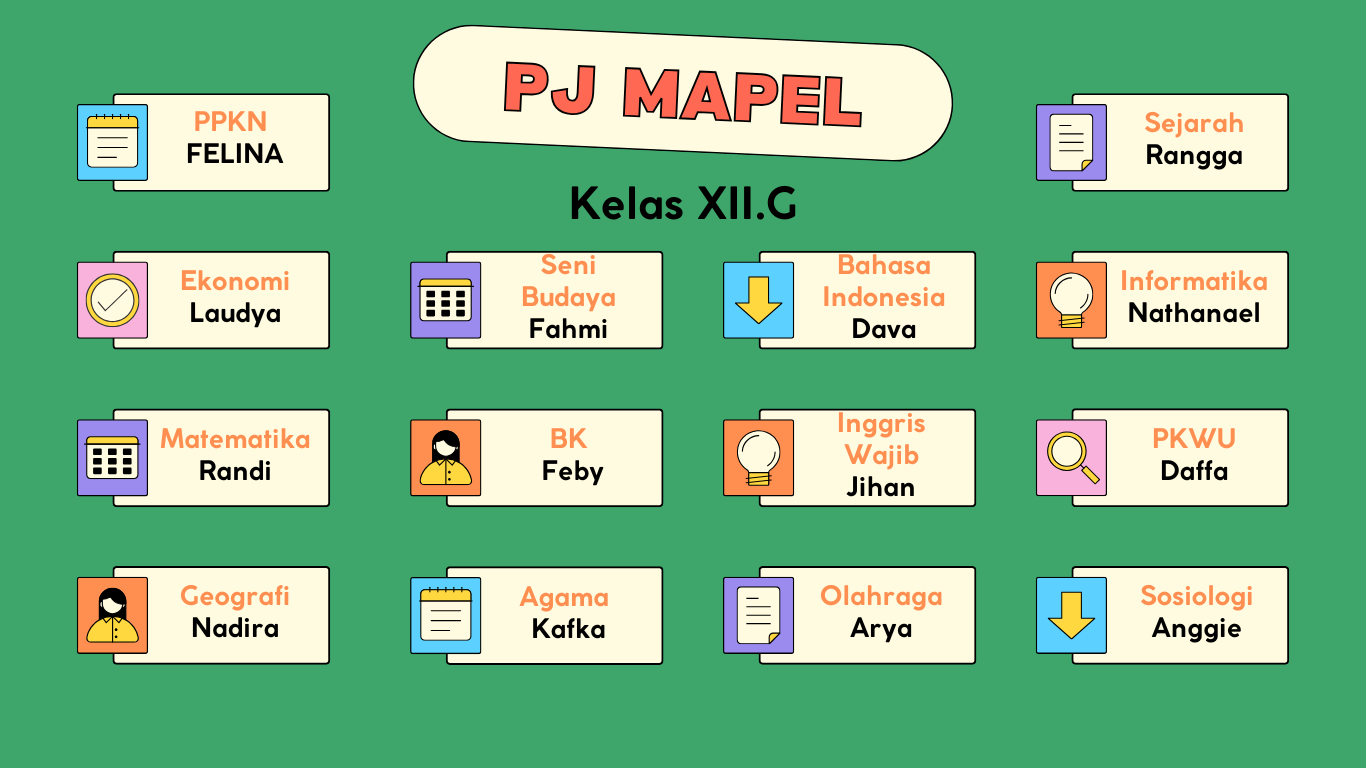 PJ MAPEL
Kelas XII.G
PPKN
FELINA
Sejarah
Rangga
Ekonomi
Laudya
Seni
Budaya
Fahmi
Bahasa
Indonesia
Dava
Informatika
Nathanael
Matematika
Randi
BK
Feby
Inggris
Wajib
Jihan
PKWU
Daffa
Geografi
Nadira
Agama
Kafka
Olahraga
Arya
Sosiologi
Anggie